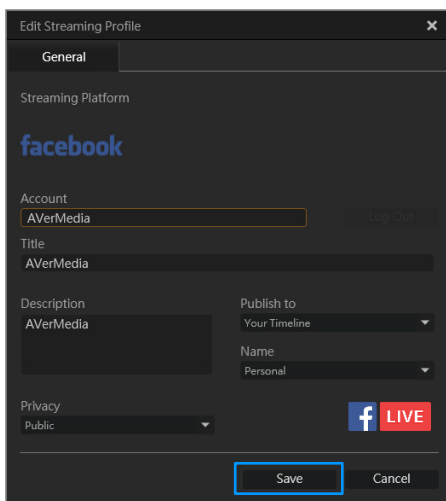 Edit Streaming Profile
General
Streaming Platform
facebook
Account
AVerMedia
Log Out
Title
AVerMedia
Description
AVerMedia
Publish to
Your Timeline
Name
Personal
Privacy
Public
f LIVE
Save Cancel